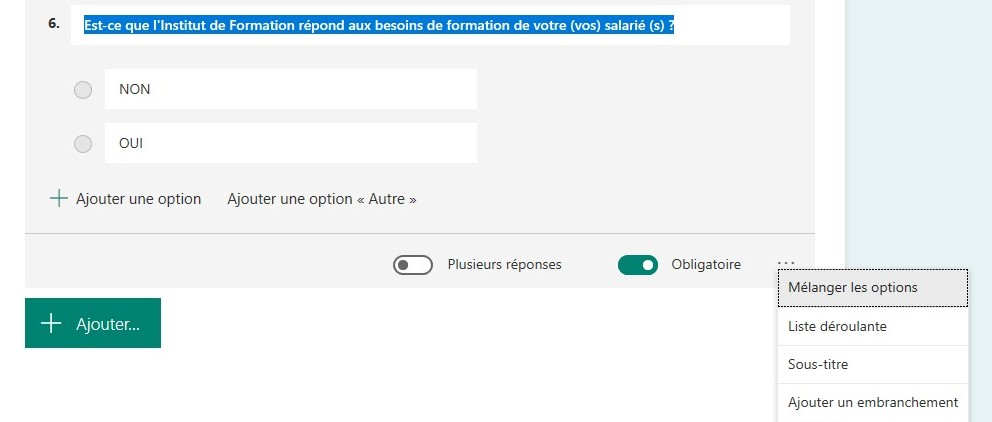 6. Est-ce que l'Institut de Formation répond aux besoins de formation de votre (vos) salarié (s) ?
NON
OUI
Ajouter une option Ajouter une option « Autre »
Plusieurs réponses Obligatoire ...
Mélanger les options
Ajouter...
Liste déroulante
Sous-titre
Ajouter un embranchement